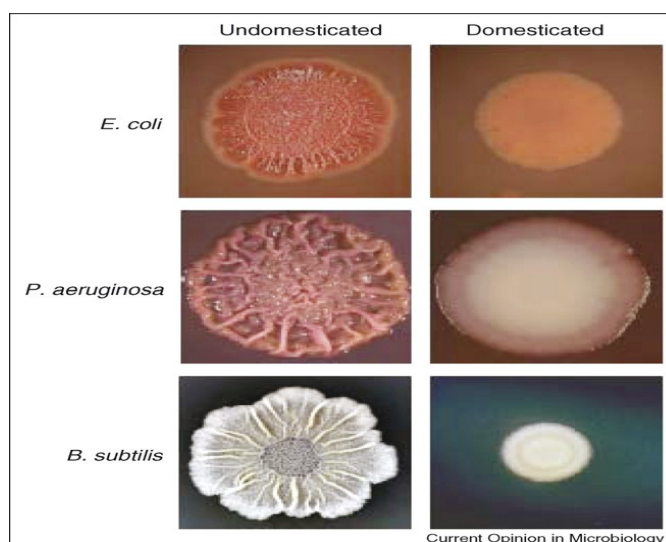 Undomesticated Domesticated
E. coli
P. aeruginosa
B. subtilis
Current Opinion in Microbiology